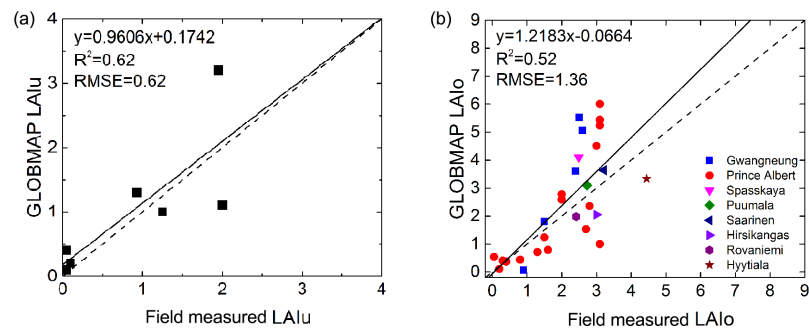 (a)
y=0.9606x+0.1742
R²=0.62
RMSE=0.62
GLOBMAP LAIu
4
3
2
1
0
0 1 2 3 4
Field measured LAIu
(b)
y=1.2183x-0.0664
R²=0.52
RMSE=1.36
GLOBMAP LAIo
9
8
7
6
5
4
3
2
1
0
Gwangneung
Prince Albert
Spasskaya
Puumala
Saarinen
Hirsikangas
Rovaniemi
Hyytiala
0 1 2 3 4 5 6 7 8 9
Field measured LAIo